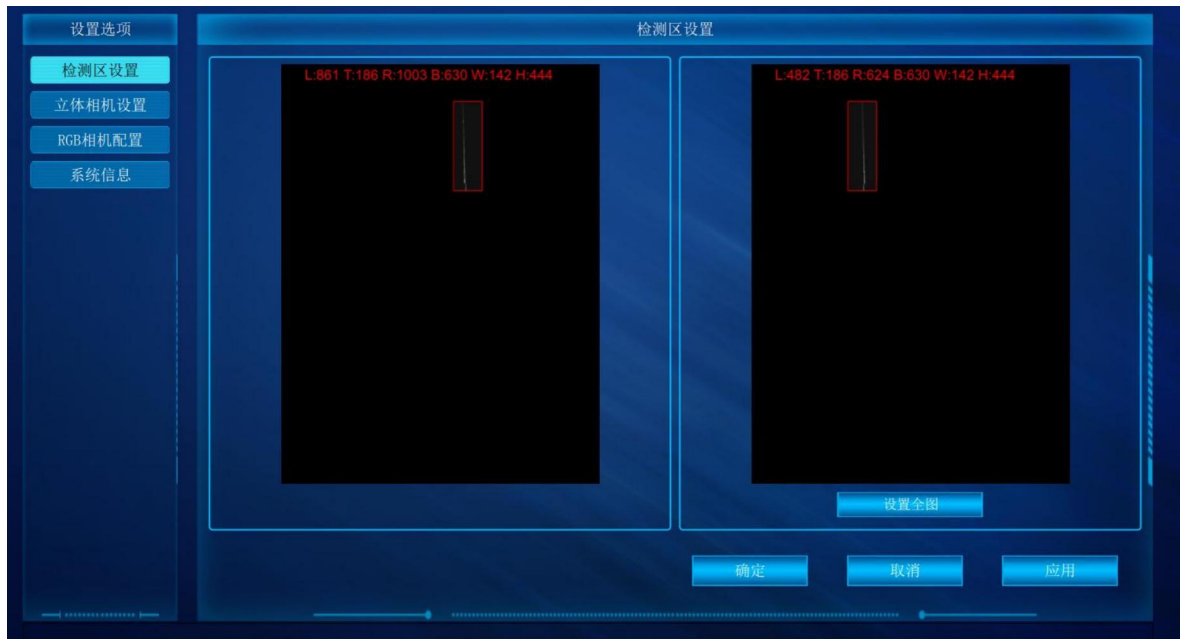 设置选项
检测区设置
检测区设置
立体相机设置
RGB相机配置
系统信息
L:861 T:186 R:1003 B:630 W:142 H:444
L:482 T:186 R:624 B:630 W:142 H:444
设置全图
确定
取消
应用